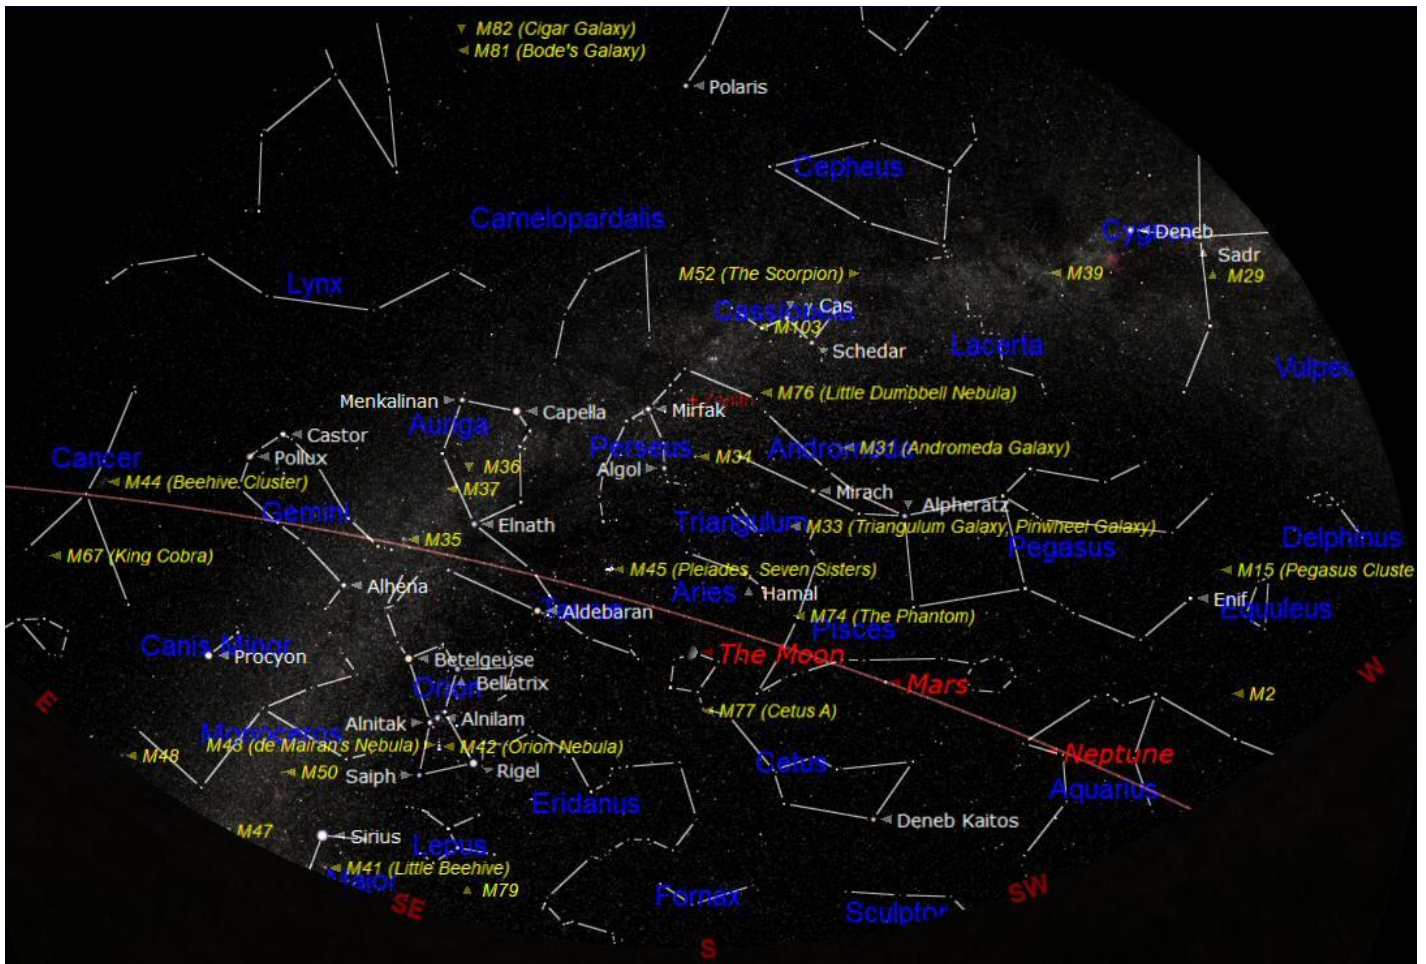 M82 (Cigar Galaxy)
M81 (Bode's Galaxy)
Polaris
Cepheus
Camelopardalis
Deneb
Sadr
M29
M39
M52 (The Scorpion)
Lynx
γ Cas
M103
Schedar
Lacerta
Menkalinan
Capella
Auriga
M76 (Little Dumbbell Nebula)
Mirfak
Perseus
Castor
Pollux
Cancer
M44 (Beehive Cluster)
M36
M37
Algol
M34
M31 (Andromeda Galaxy)
Mirach
Alpheratz
Gemini
Elnath
Triangulum
M33 (Triangulum Galaxy, Pinwheel Galaxy)
Pegasus
Delphinus
M35
M67 (King Cobra)
M45 (Pleiades, Seven Sisters)
M15 (Pegasus Cluste
Alhena
Aries
Hamal
Enif
Equuleus
Aldebaran
M74 (The Phantom)
Pisces
Canis Minor
Procyon
Betelgeuse
The Moon
W
Bellatrix
Orion
Mars
E
M2
M77 (Cetus A)
Alnitak
Alnilam
Monoceros
M43 (de Mairan's Nebula)
M42 (Orion Nebula)
M48
Neptune
M50
Saiph
Rigel
Cetus
Aquarius
Eridanus
Deneb Kaitos
M47
Sirius
Lepus
M41 (Little Beehive)
Major
M79
SE
Fornax
SW
Sculptor
S